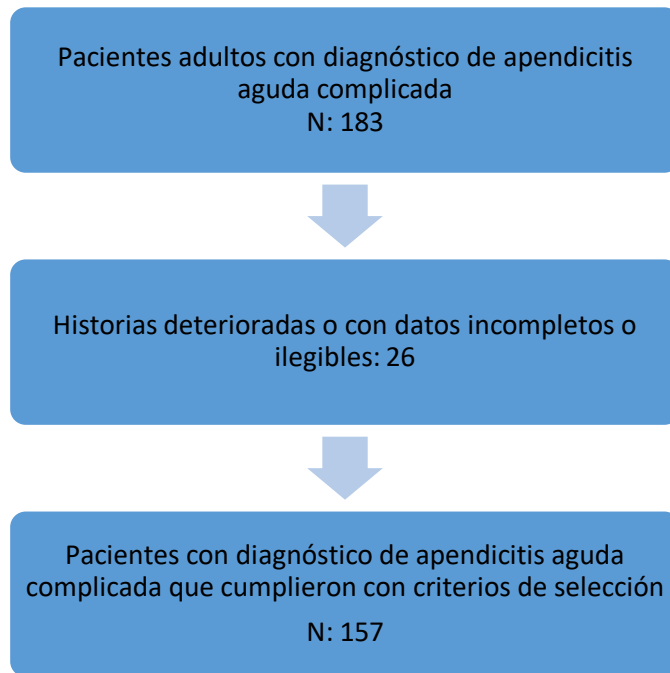 Pacientes adultos con diagnóstico de apendicitis
aguda complicada
N: 183
Historias deterioradas o con datos incompletos o
ilegibles: 26
Pacientes con diagnóstico de apendicitis aguda
complicada que cumplieron con criterios de selección
N: 157